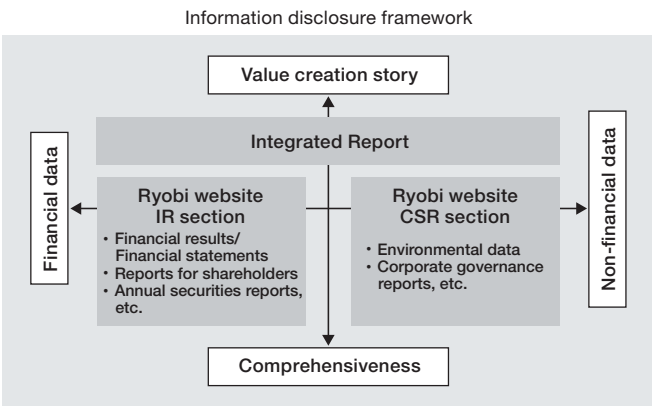 Information disclosure framework
Value creation story
Integrated Report
Financial data
Non-financial data
Ryobi website
IR section
• Financial results/
Financial statements
• Reports for shareholders
• Annual securities reports,
etc.
Ryobi website
CSR section
• Environmental data
• Corporate governance
reports, etc.
Comprehensiveness